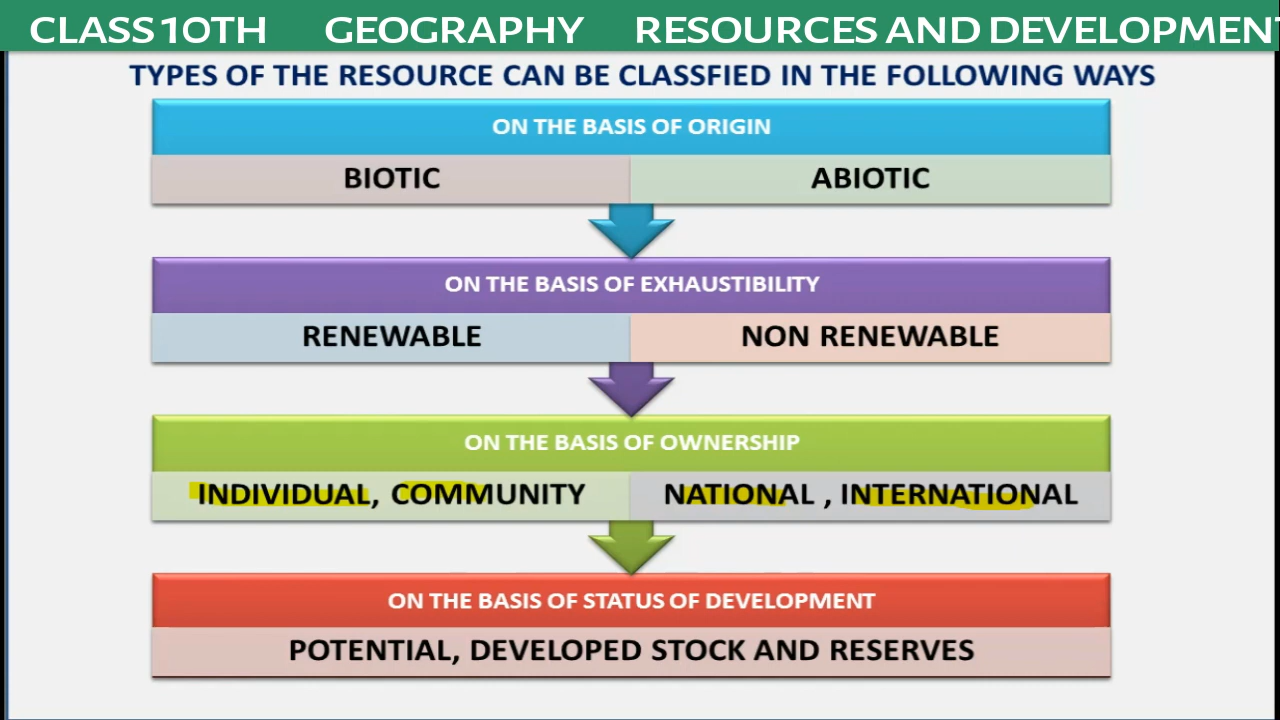 CLASS 10TH GEOGRAPHY RESOURCES AND DEVELOPMENT
TYPES OF THE RESOURCE CAN BE CLASSFIED IN THE FOLLOWING WAYS
ON THE BASIS OF ORIGIN
BIOTIC ABIOTIC
ON THE BASIS OF EXHAUSTIBILITY
RENEWABLE NON RENEWABLE
ON THE BASIS OF OWNERSHIP
INDIVIDUAL, COMMUNITY NATIONAL , INTERNATIONAL
ON THE BASIS OF STATUS OF DEVELOPMENT
POTENTIAL, DEVELOPED STOCK AND RESERVES